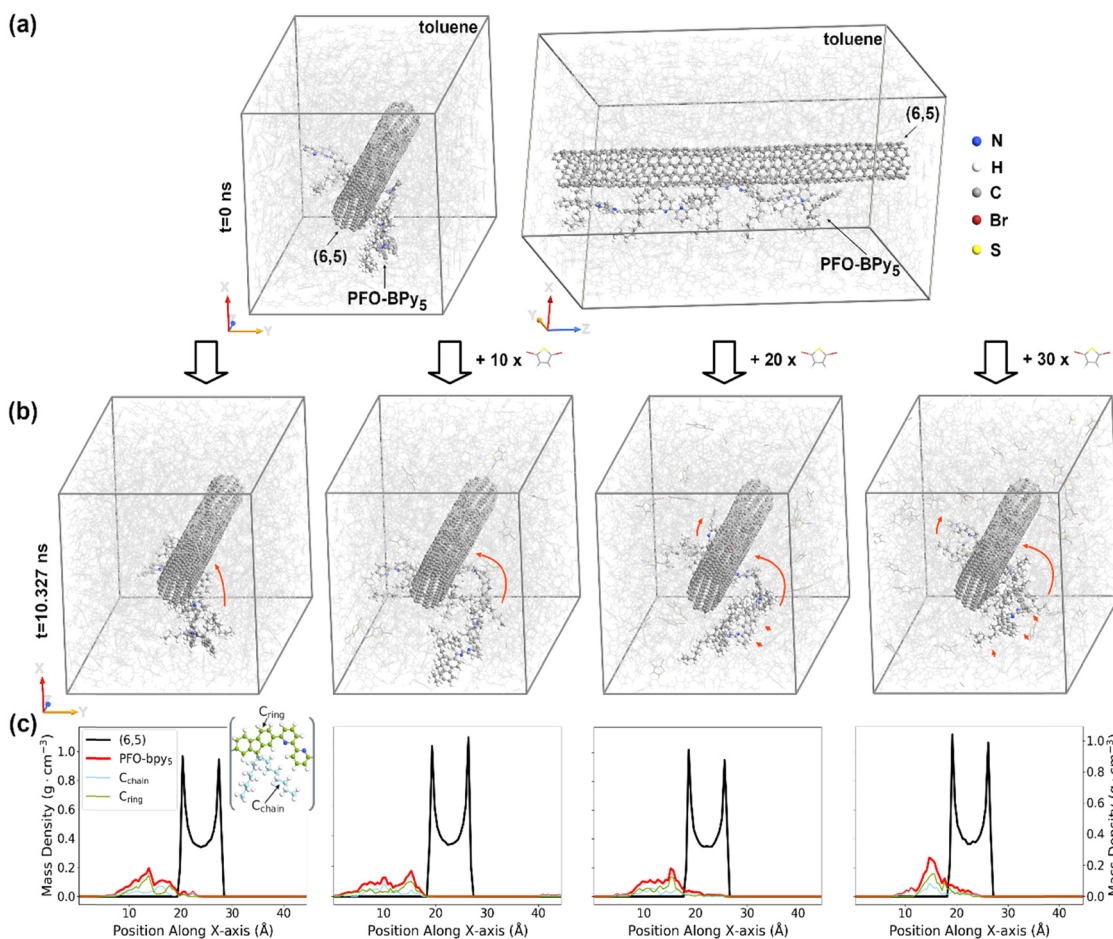 (a)
toluene
toluene
(6,5)
N
H
C
Br
S
t=0 ns
(6,5)
PFO-BPy5
PFO-BPy5
X
Z
Y
X
Y
Z
+ 10 x
+ 20 x
+ 30 x
(b)
t=10.327 ns
X
Z
Y
(c)
(6,5)
PFO-bpy5
Cchain
Cring
Cring
Cchain
Mass Density (g · cm−3)
1.0
0.8
0.6
0.4
0.2
0.0
1.0
0.8
0.6
0.4
0.2
0.0
Mass Density (g · cm−3)
10 20 30 40
10 20 30 40
10 20 30 40
10 20 30 40
Position Along X-axis (Å)
Position Along X-axis (Å)
Position Along X-axis (Å)
Position Along X-axis (Å)